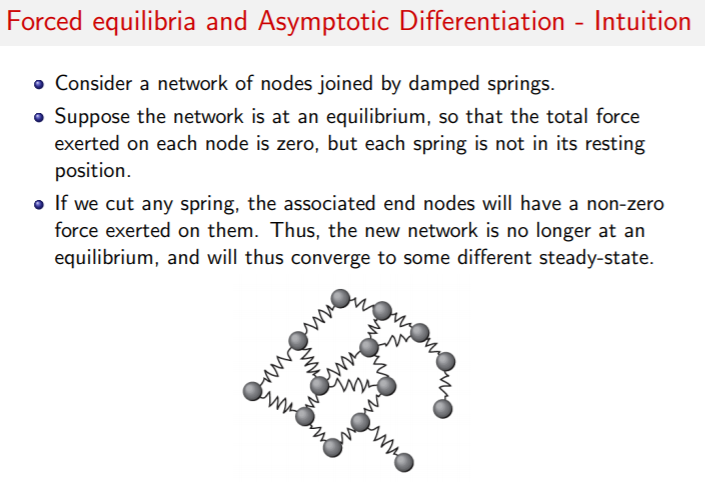 Forced equilibria and Asymptotic Differentiation - Intuition
Consider a network of nodes joined by damped springs.
Suppose the network is at an equilibrium, so that the total force
exerted on each node is zero, but each spring is not in its resting
position.
If we cut any spring, the associated end nodes will have a non-zero
force exerted on them. Thus, the new network is no longer at an
equilibrium, and will thus converge to some different steady-state.